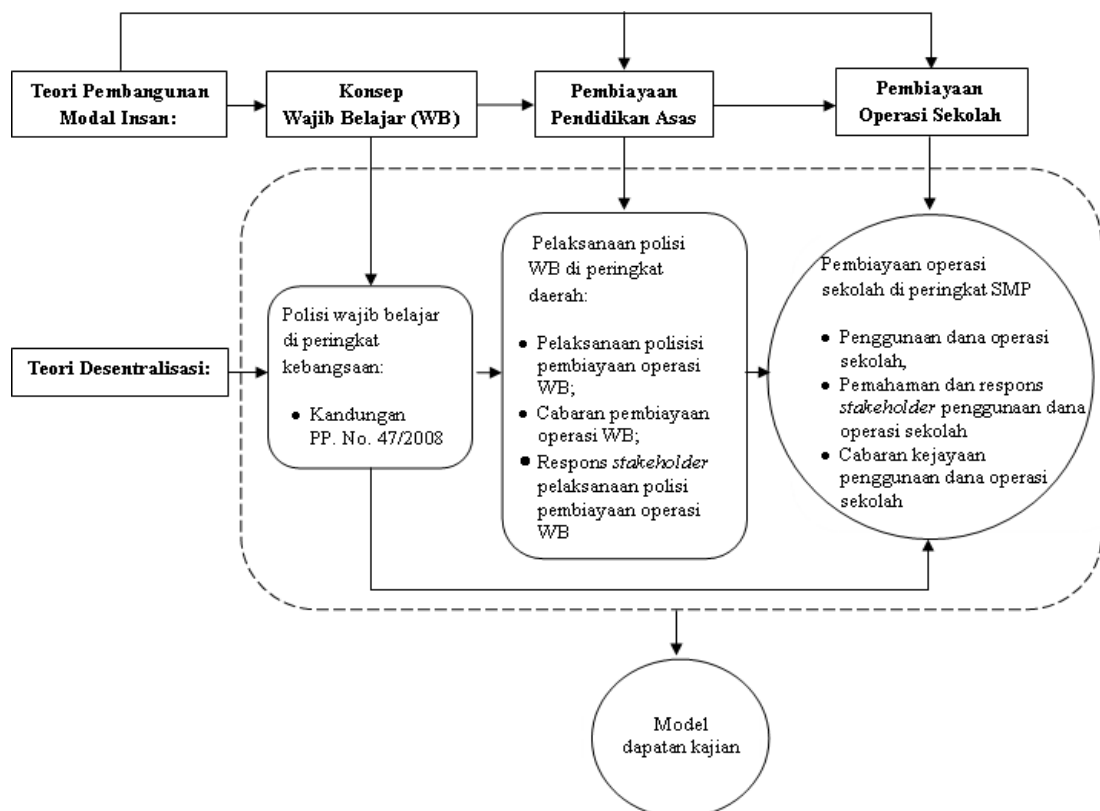 Teori Pembangunan
Modal Insan:
Konsep
Wajib Belajar (WB)
Pembiayaan
Pendidikan Asas
Pembiayaan
Operasi Sekolah
Teori Desentralisasi:
Polisi wajib belajar
di peringkat
kebangsaan:
● Kandungan
PP. No. 47/2008
Pelaksanaan polisi
WB di peringkat
daerah:
● Pelaksanaan polisisi
pembiayaan operasi
WB;
● Cabaran pembiayaan
operasi WB;
● Respons stakeholder
pelaksanaan polisi
pembiayaan operasi
WB
Pembiayaan operasi
sekolah di peringkat SMP
● Penggunaan dana operasi
sekolah,
● Pemahaman dan respons
stakeholder penggunaan dana
operasi sekolah
● Cabaran kejayaan
penggunaan dana operasi
sekolah
Model
dapatan kajian